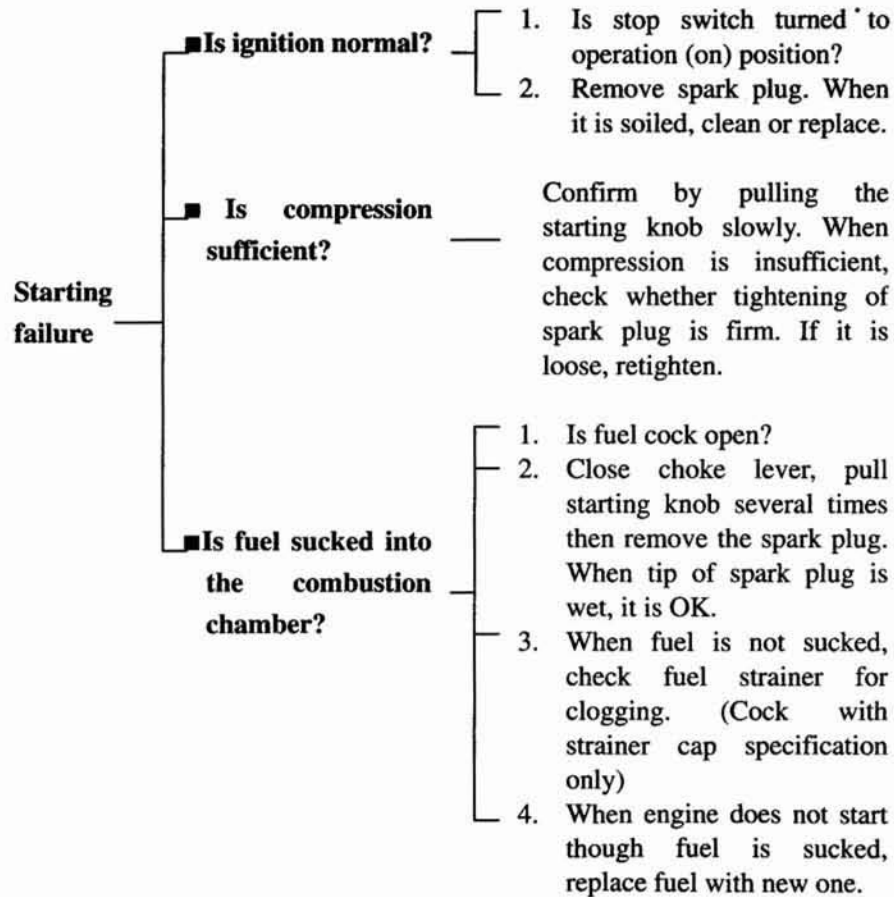 Starting
failure
■Is ignition normal?
1. Is stop switch turned to
operation (on) position?
2. Remove spark plug. When
it is soiled, clean or replace.
■ Is compression
sufficient?
Confirm by pulling the
starting knob slowly. When
compression is insufficient,
check whether tightening of
spark plug is firm. If it is
loose, retighten.
■Is fuel sucked into
the combustion
chamber?
1. Is fuel cock open?
2. Close choke lever, pull
starting knob several times
then remove the spark plug.
When tip of spark plug is
wet, it is OK.
3. When fuel is not sucked,
check fuel strainer for
clogging. (Cock with
strainer cap specification
only)
4. When engine does not start
though fuel is sucked,
replace fuel with new one.